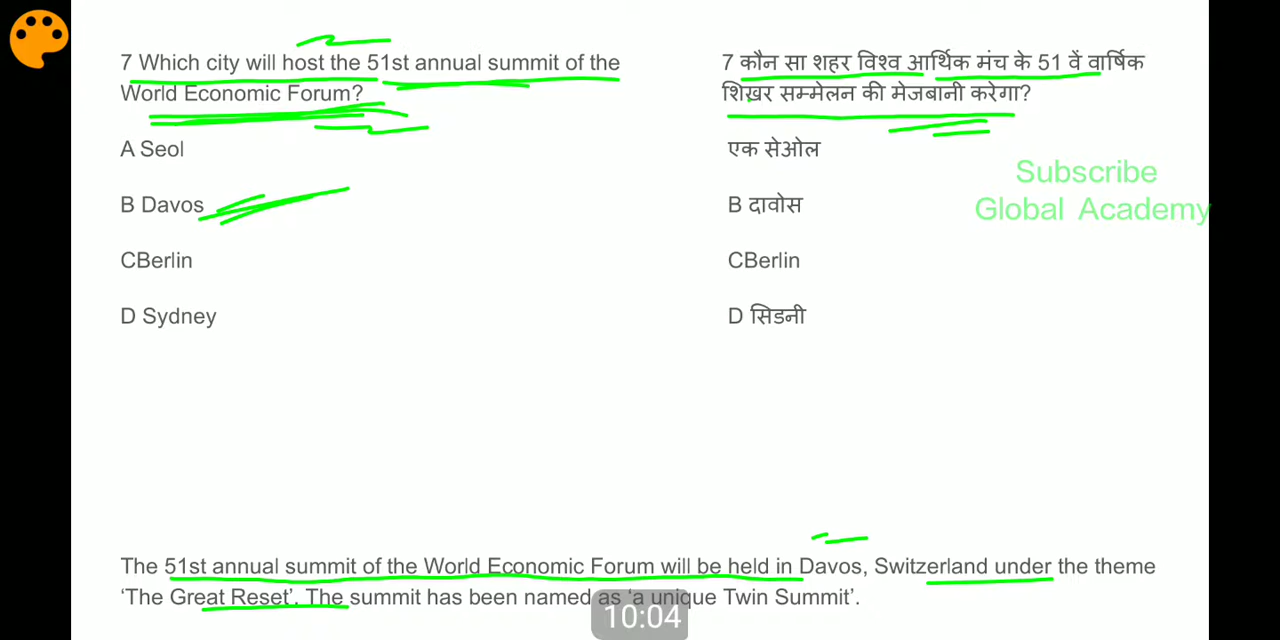 7 Which city will host the 51st annual summit of the
World Economic Forum?
A Seol
B Davos
CBerlin
D Sydney
7 कौन सा शहर विश्व आर्थिक मंच के 51 वें वार्षिक
शिखर सम्मेलन की मेजबानी करेगा?
एक सेओल
B दावोस
CBerlin
D सिडनी
Subscribe
Global Academy
The 51st annual summit of the World Economic Forum will be held in Davos, Switzerland under the theme
‘The Great Reset’. The summit has been named as ‘a unique Twin Summit’.
10:04